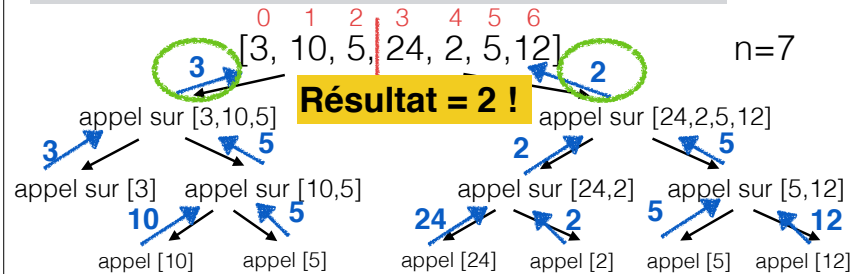 0 1 2 3 4 5 6
[3, 10, 5, 24, 2, 5,12] n=7
3 2
Résultat = 2 !
appel sur [3,10,5] appel sur [24,2,5,12]
3 5 2 5
appel sur [3] appel sur [10,5] appel sur [24,2] appel sur [5,12]
10 5 24 2 5 12
appel [10] appel [5] appel [24] appel [2] appel [5] appel [12]